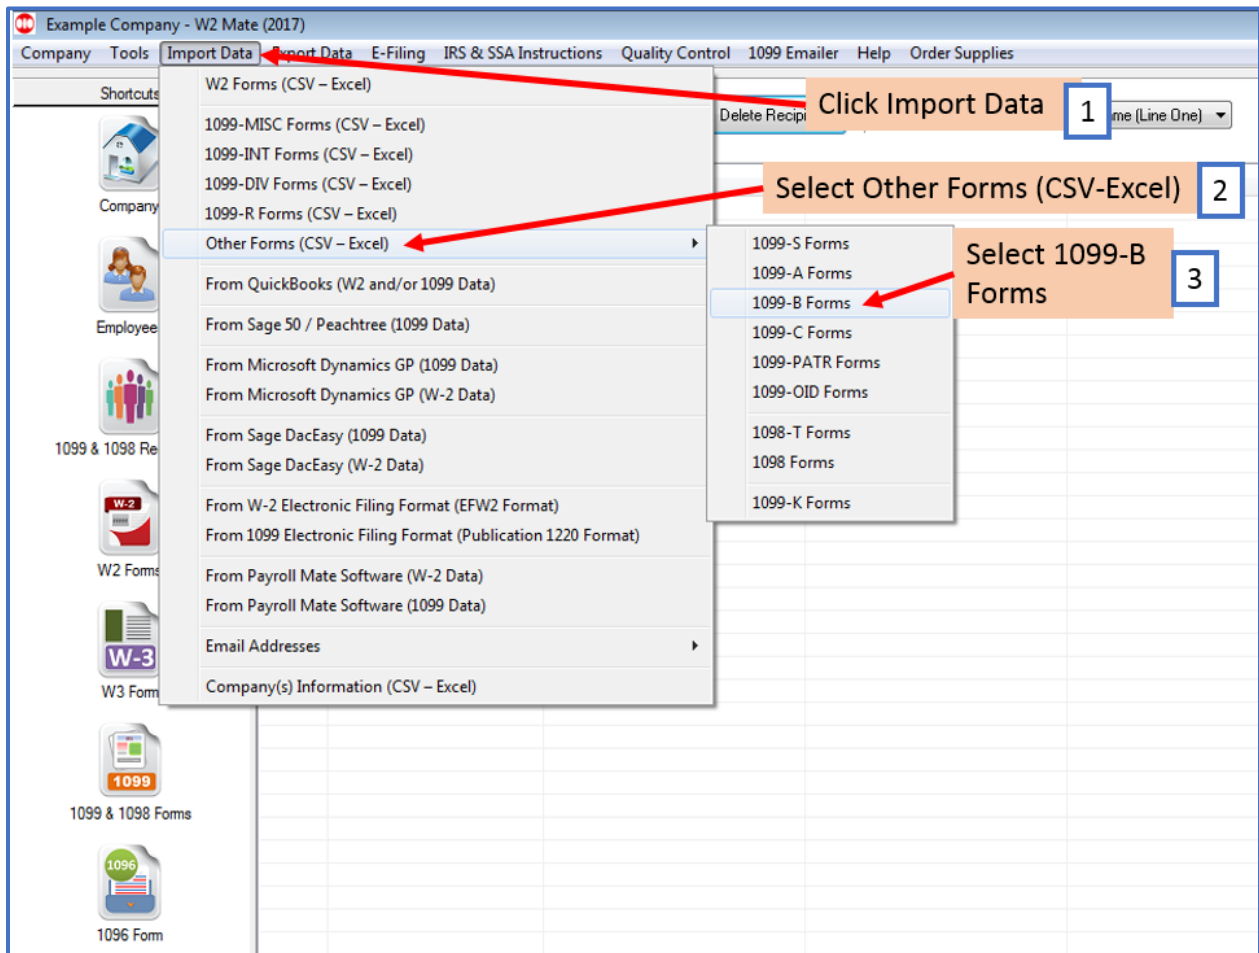 Example Company - W2 Mate (2017)
Company Tools Import Data Export Data E-Filing IRS & SSA Instructions Quality Control 1099 Emailer Help Order Supplies
Shortcuts
Company
Employee
1099 & 1098 Re
W-2
W2 Forms
W-3
W3 Form
1099
1099 & 1098 Forms
1096
1096 Form
W2 Forms (CSV – Excel)
1099-MISC Forms (CSV – Excel)
1099-INT Forms (CSV – Excel)
1099-DIV Forms (CSV – Excel)
1099-R Forms (CSV – Excel)
Other Forms (CSV – Excel)
From QuickBooks (W2 and/or 1099 Data)
From Sage 50 / Peachtree (1099 Data)
From Microsoft Dynamics GP (1099 Data)
From Microsoft Dynamics GP (W-2 Data)
From Sage DacEasy (1099 Data)
From Sage DacEasy (W-2 Data)
From W-2 Electronic Filing Format (EFW2 Format)
From 1099 Electronic Filing Format (Publication 1220 Format)
From Payroll Mate Software (W-2 Data)
From Payroll Mate Software (1099 Data)
Email Addresses
Company(s) Information (CSV – Excel)
Delete Recipi
Click Import Data 1
me (Line One)
Select Other Forms (CSV-Excel) 2
1099-S Forms
1099-A Forms
1099-B Forms
1099-C Forms
1099-PATR Forms
1099-OID Forms
1098-T Forms
1098 Forms
1099-K Forms
Select 1099-B
Forms
3